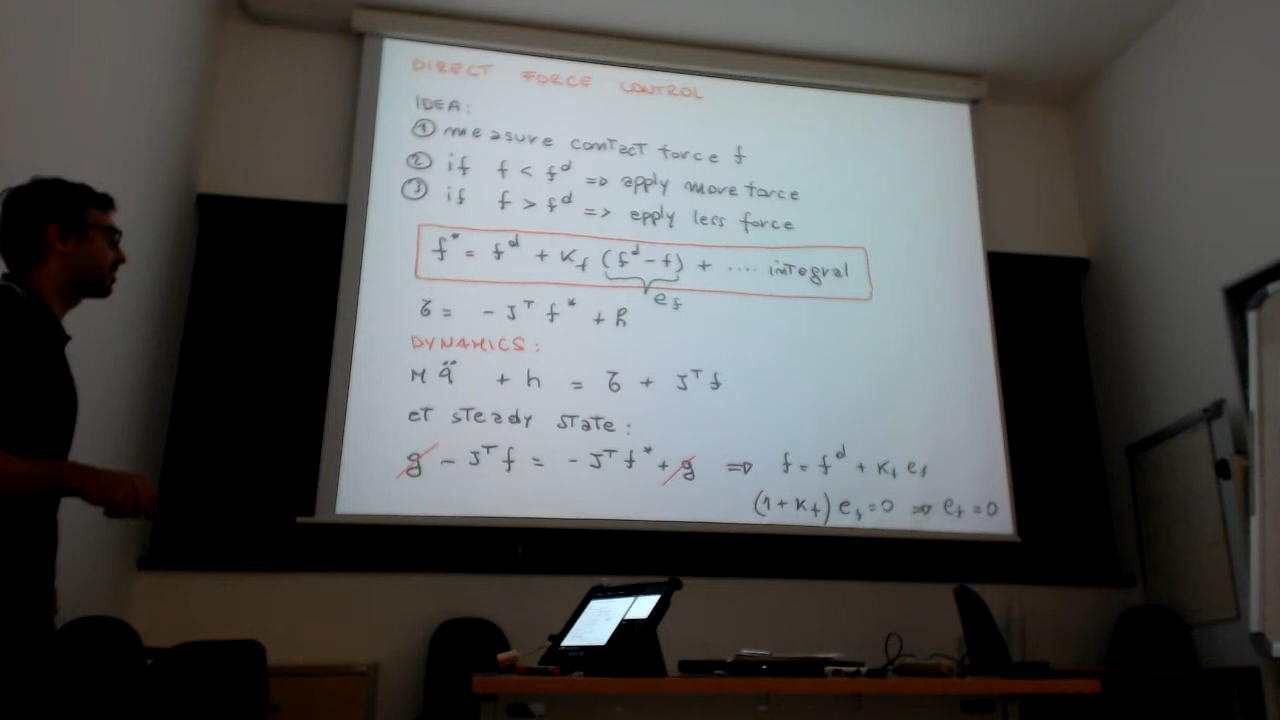 DIRECT FORCE CONTROL
IDEA:
① measure contact force f
② if f < f^d => apply more force
③ if f > f^d => apply less force
f* = f^d + K_f (f^d - f) + .... integral
e_f
τ = - J^T f* + h
DYNAMICS:
M q̈ + h = τ + J^T f
at steady state:
g - J^T f = - J^T f* + g => f = f^d + K_f e_f
(1 + K_f) e_f = 0 => e_f = 0